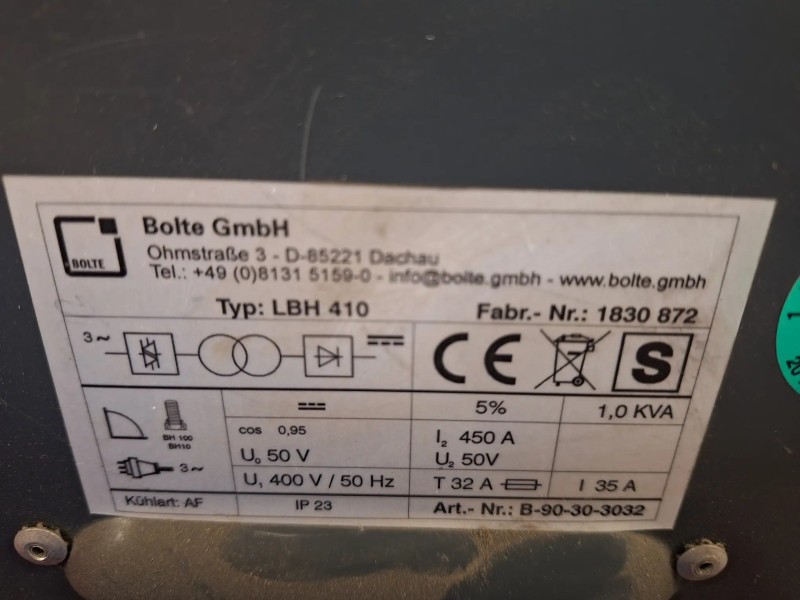 BOLTE
Bolte GmbH
Ohmstraße 3 - D-85221 Dachau
Tel.: +49 (0)8131 5159-0 - info@bolte.gmbh - www.bolte.gmbh
Typ: LBH 410 Fabr.- Nr.: 1830 872
3~ CE S
5% 1,0 KVA
BH 100
BH10
cos 0,95
U₀ 50 V
I₂ 450 A
U₂ 50V
3~ U₁ 400 V / 50 Hz T 32 A I 35 A
Kühlart: AF IP 23 Art.- Nr.: B-90-30-3032
1